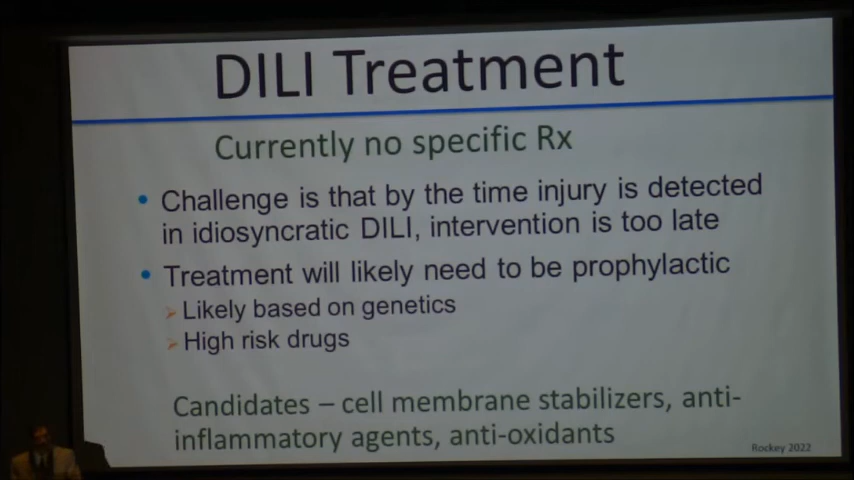 DILI Treatment
Currently no specific Rx
• Challenge is that by the time injury is detected
in idiosyncratic DILI, intervention is too late
• Treatment will likely need to be prophylactic
➢ Likely based on genetics
➢ High risk drugs
Candidates – cell membrane stabilizers, anti-
inflammatory agents, anti-oxidants
Rockey 2022